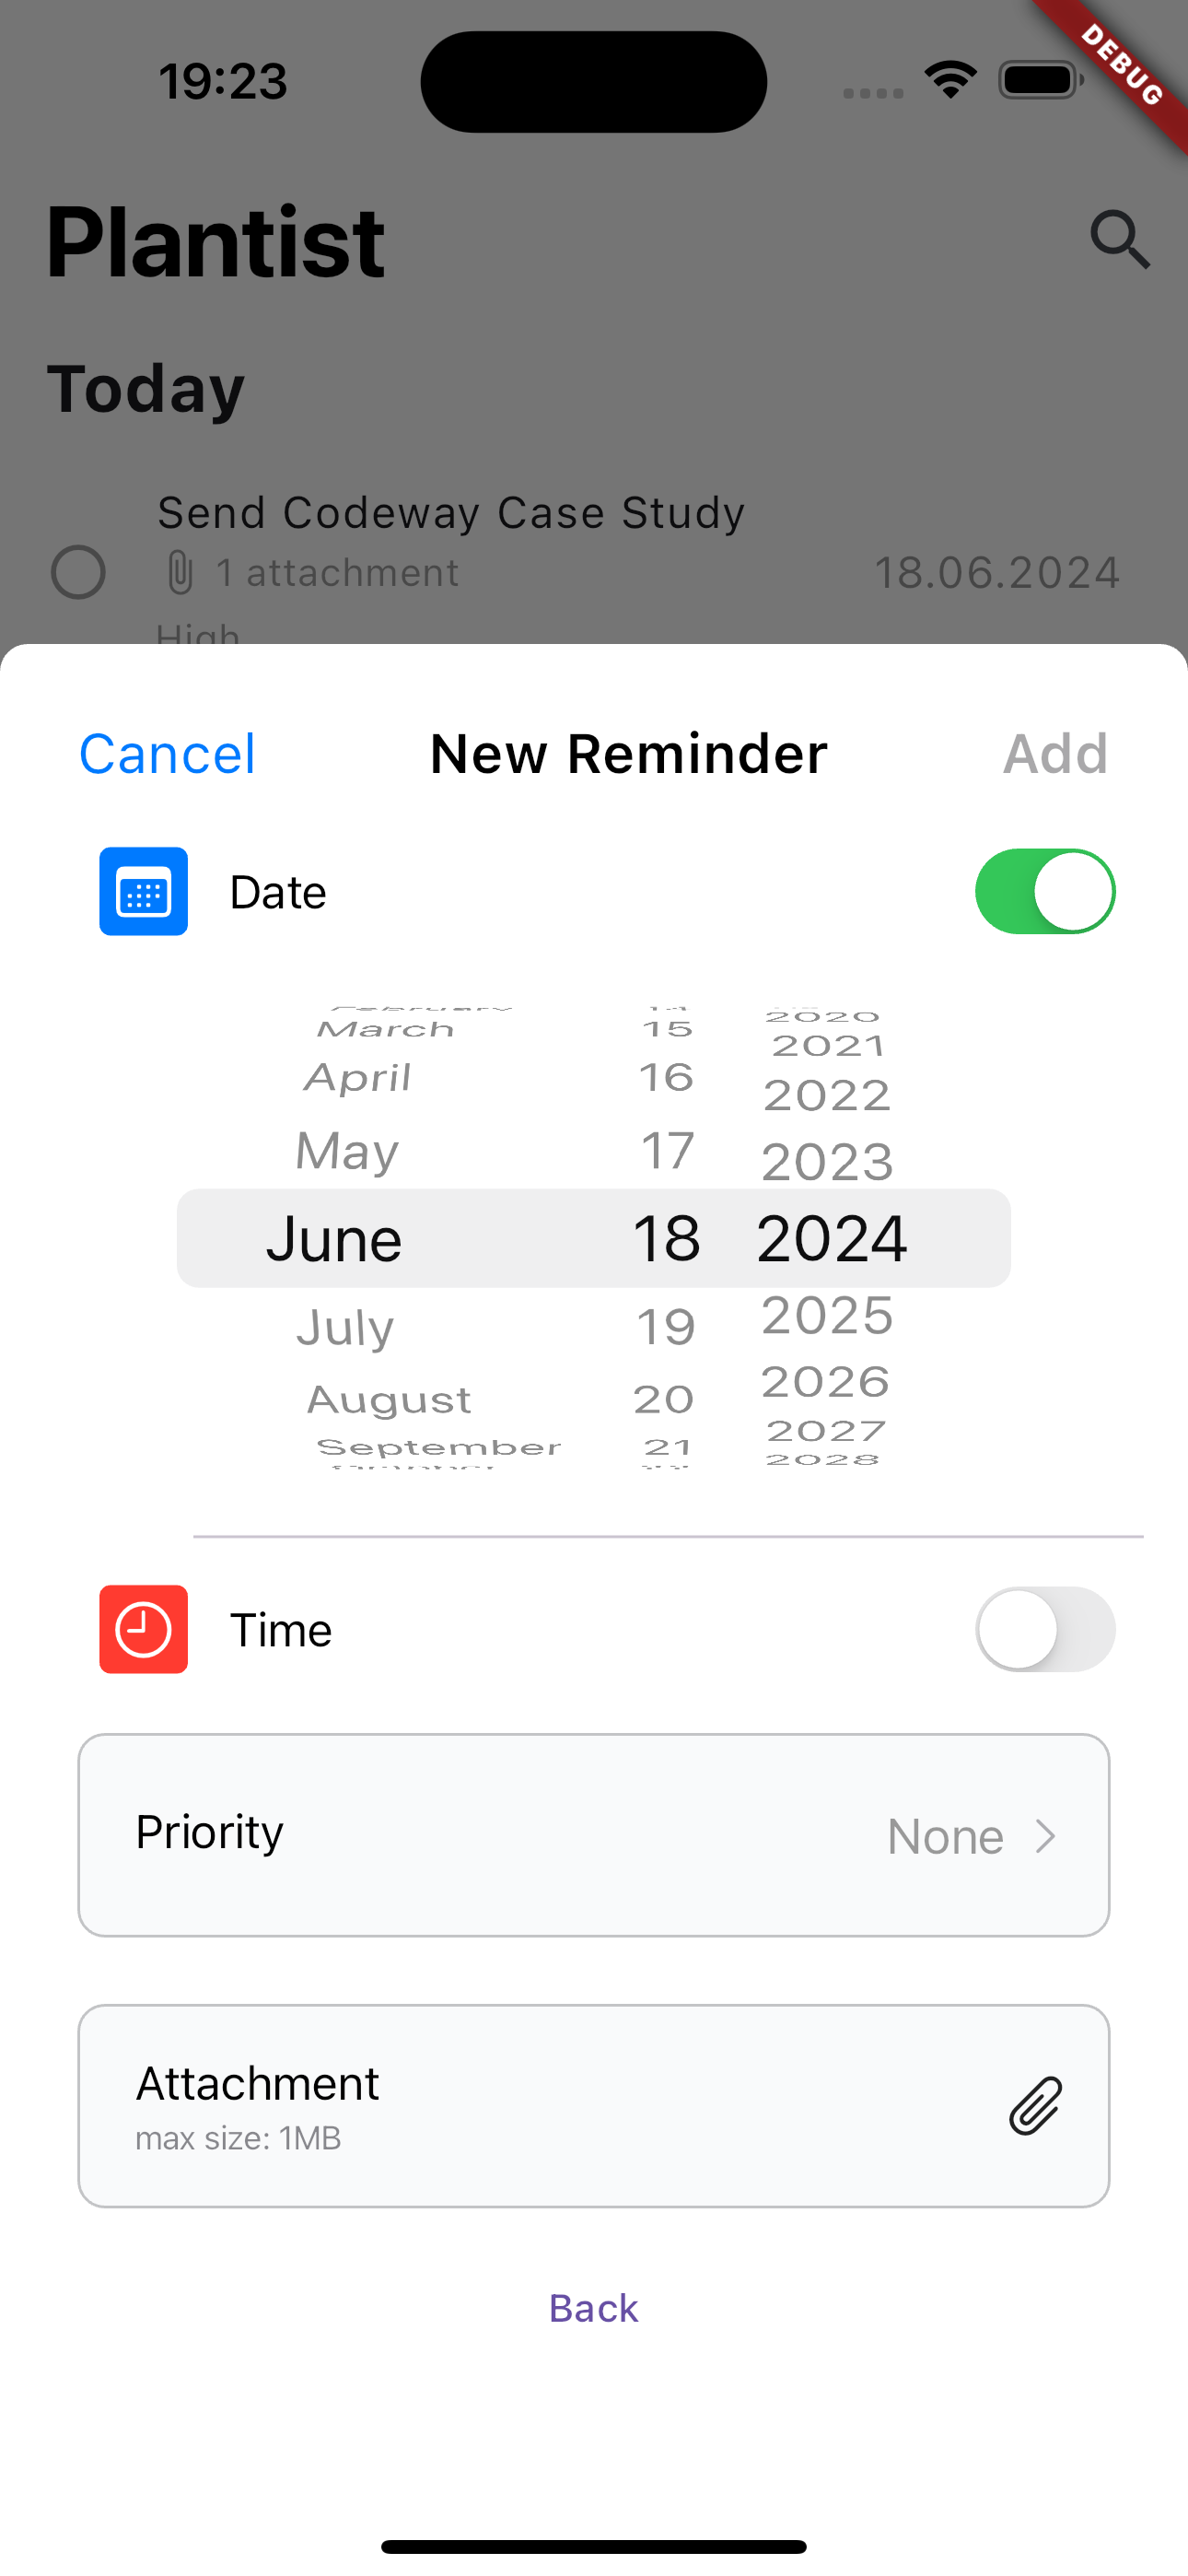 19:23
DEBUG
Plantist
Today
Send Codeway Case Study
1 attachment
18.06.2024
High
Cancel New Reminder Add
Date
February 14 
2020
March 15 2021
April 16 2022
May 17 2023
June 18 2024
July 19 2025
August 20 2026
September 21 2027
2028
Time
Priority None
Attachment
max size: 1MB
Back